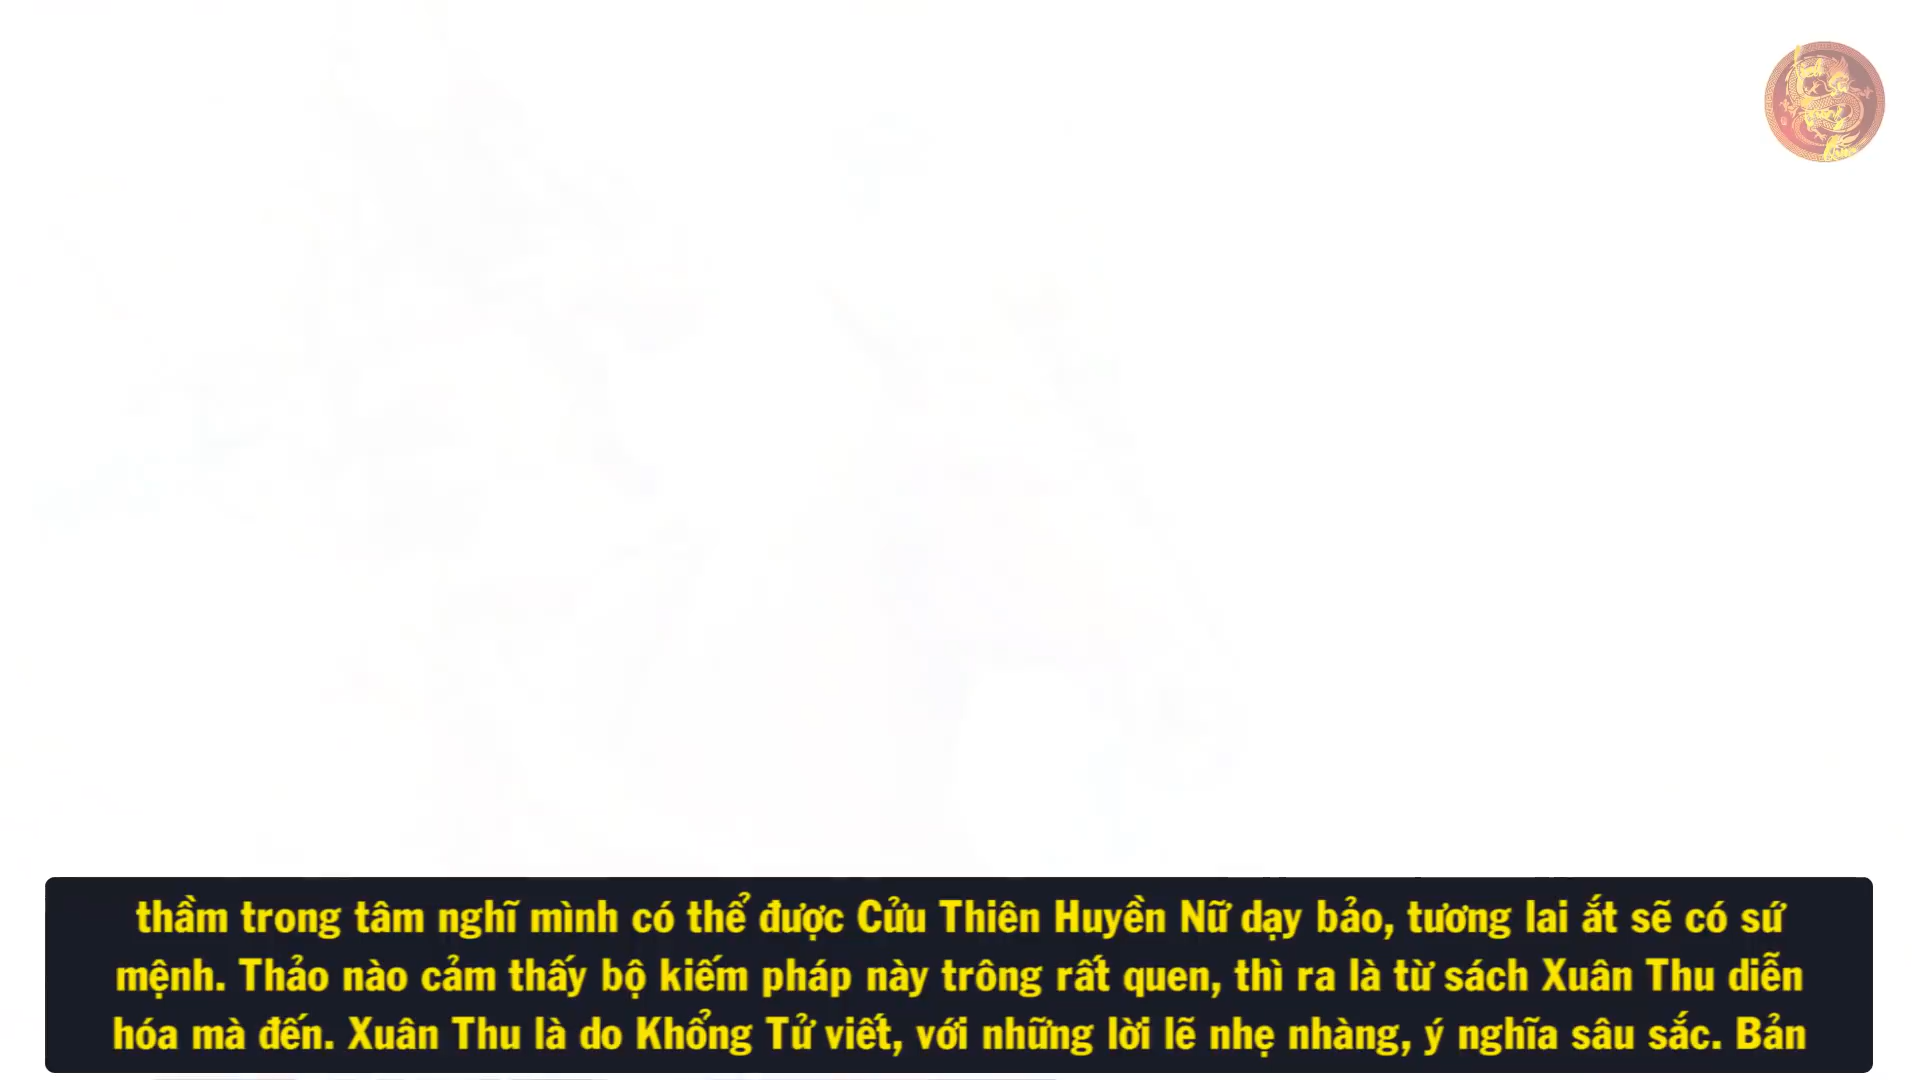 thầm trong tâm nghĩ mình có thể được Cửu Thiên Huyền Nữ dạy bảo, tương lai ắt sẽ có sứ
mệnh. Thảo nào cảm thấy bộ kiếm pháp này trông rất quen, thì ra là từ sách Xuân Thu diễn
hóa mà đến. Xuân Thu là do Khổng Tử viết, với những lời lẽ nhẹ nhàng, ý nghĩa sâu sắc. Bản